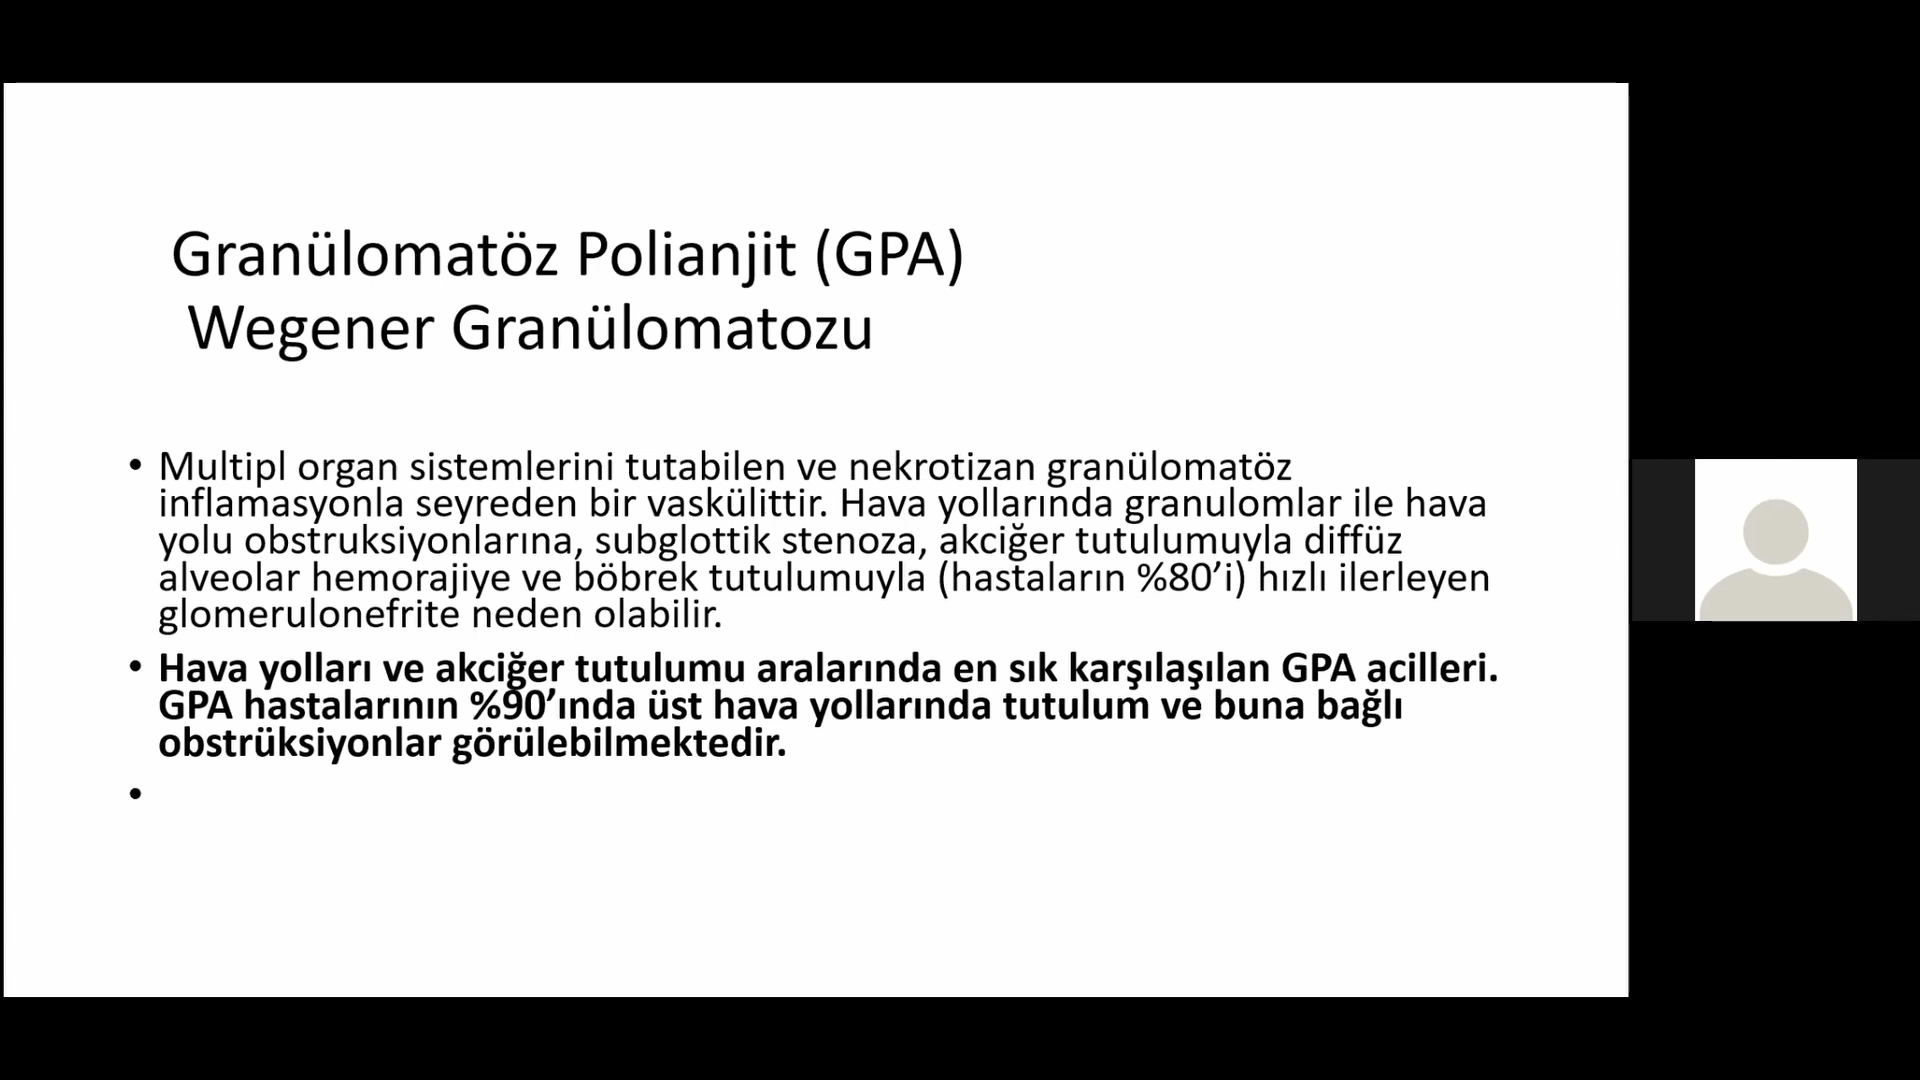 Granülomatöz Polianjit (GPA)
Wegener Granülomatozu
• Multipl organ sistemlerini tutabilen ve nekrotizan granülomatöz
inflamasyonla seyreden bir vaskülittir. Hava yollarında granulomlar ile hava
yolu obstruksiyonlarına, subglottik stenoza, akciğer tutulumuyla diffüz
alveolar hemorajiye ve böbrek tutulumuyla (hastaların %80’i) hızlı ilerleyen
glomerulonefrite neden olabilir.
• Hava yolları ve akciğer tutulumu aralarında en sık karşılaşılan GPA acilleri.
GPA hastalarının %90’ında üst hava yollarında tutulum ve buna bağlı
obstrüksiyonlar görülebilmektedir.
•